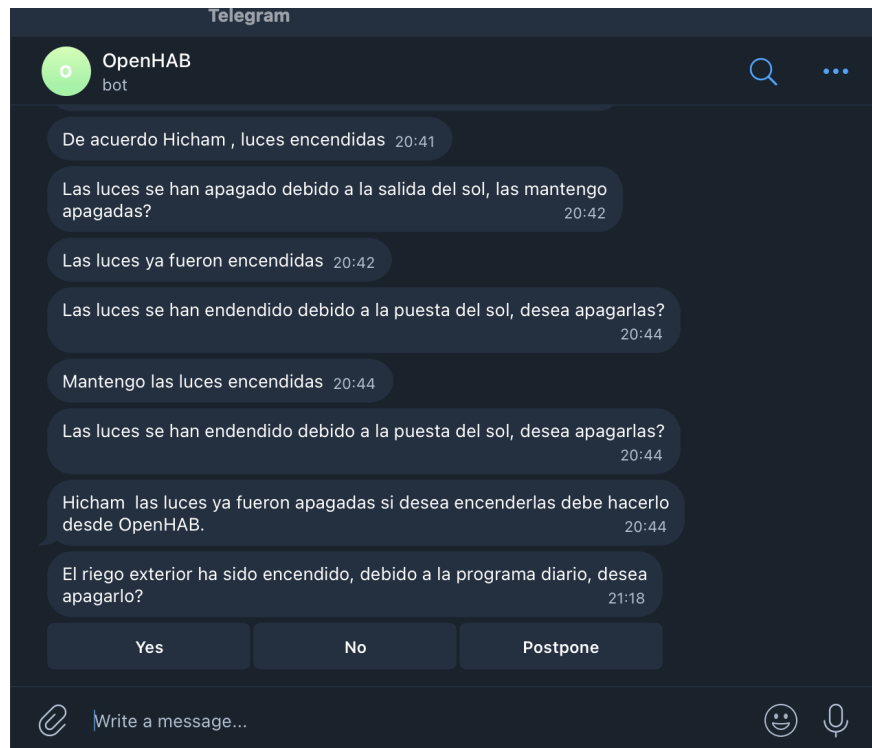 Telegram
O
OpenHAB
bot
De acuerdo Hicham , luces encendidas 20:41
Las luces se han apagado debido a la salida del sol, las mantengo
apagadas? 20:42
Las luces ya fueron encendidas 20:42
Las luces se han endendido debido a la puesta del sol, desea apagarlas?
20:44
Mantengo las luces encendidas 20:44
Las luces se han endendido debido a la puesta del sol, desea apagarlas?
20:44
Hicham  las luces ya fueron apagadas si desea encenderlas debe hacerlo
desde OpenHAB. 20:44
El riego exterior ha sido encendido, debido a la programa diario, desea
apagarlo? 21:18
Yes No Postpone
Write a message...